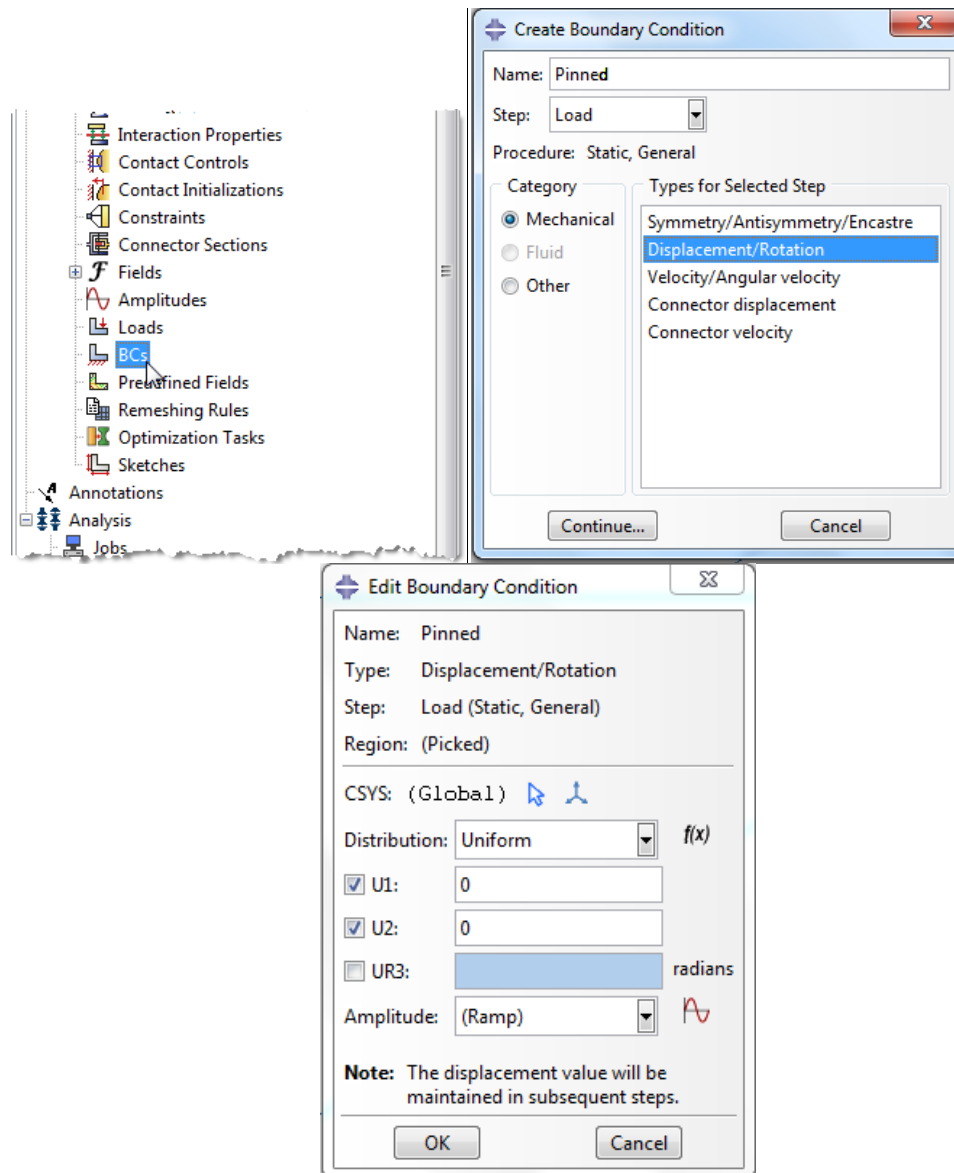 Interaction Properties
Contact Controls
Contact Initializations
Constraints
Connector Sections
Fields
Amplitudes
Loads
BCs
Predefined Fields
Remeshing Rules
Optimization Tasks
Sketches
Annotations
Analysis
Jobs
Create Boundary Condition
Name: Pinned
Step: Load
Procedure: Static, General
Category
Mechanical
Fluid
Other
Types for Selected Step
Symmetry/Antisymmetry/Encastre
Displacement/Rotation
Velocity/Angular velocity
Connector displacement
Connector velocity
Continue...
Cancel
Edit Boundary Condition
Name: Pinned
Type: Displacement/Rotation
Step: Load (Static, General)
Region: (Picked)
CSYS: (Global)
Distribution: Uniform f(x)
U1: 0
U2: 0
UR3: radians
Amplitude: (Ramp)
Note: The displacement value will be
maintained in subsequent steps.
OK
Cancel